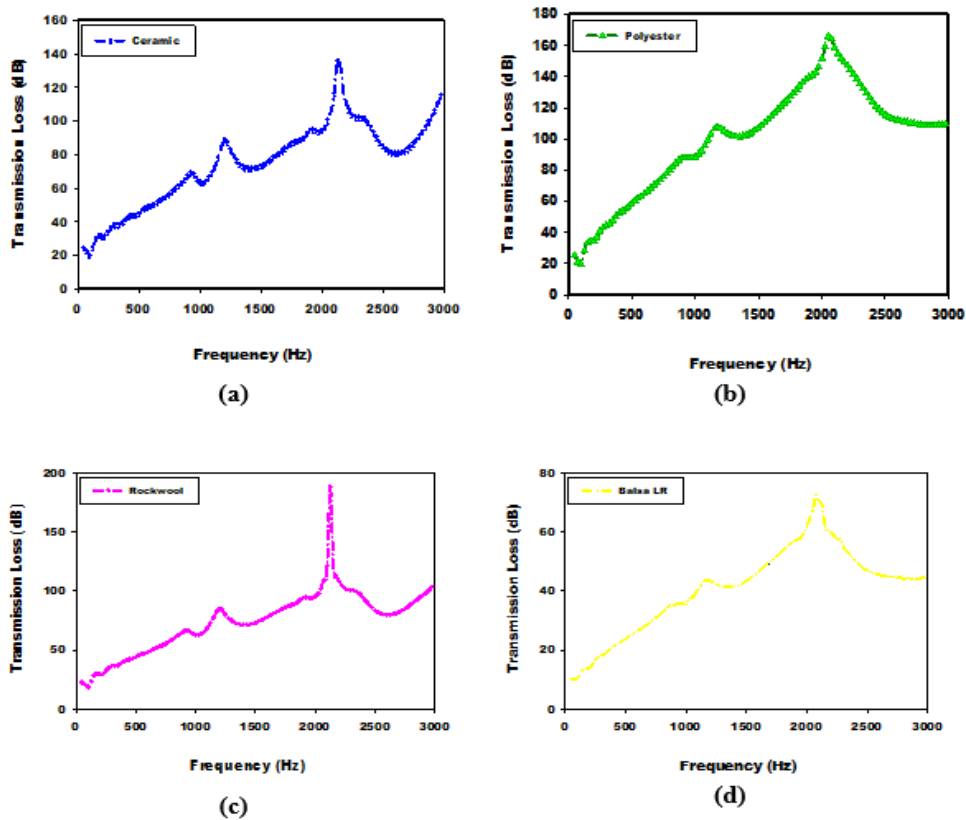 Ceramic
Transmission Loss (dB)
160
140
120
100
80
60
40
20
0
0 500 1000 1500 2000 2500 3000
Frequency (Hz)
(a)
Polyester
Transmission Loss (dB)
180
160
140
120
100
80
60
40
20
0
0 500 1000 1500 2000 2500 3000
Frequency (Hz)
(b)
Rockwool
Transmission Loss (dB)
200
150
100
50
0
0 500 1000 1500 2000 2500 3000
Frequency (Hz)
(c)
Balsa LR
Transmission Loss (dB)
80
60
40
20
0
0 500 1000 1500 2000 2500 3000
Frequency (Hz)
(d)